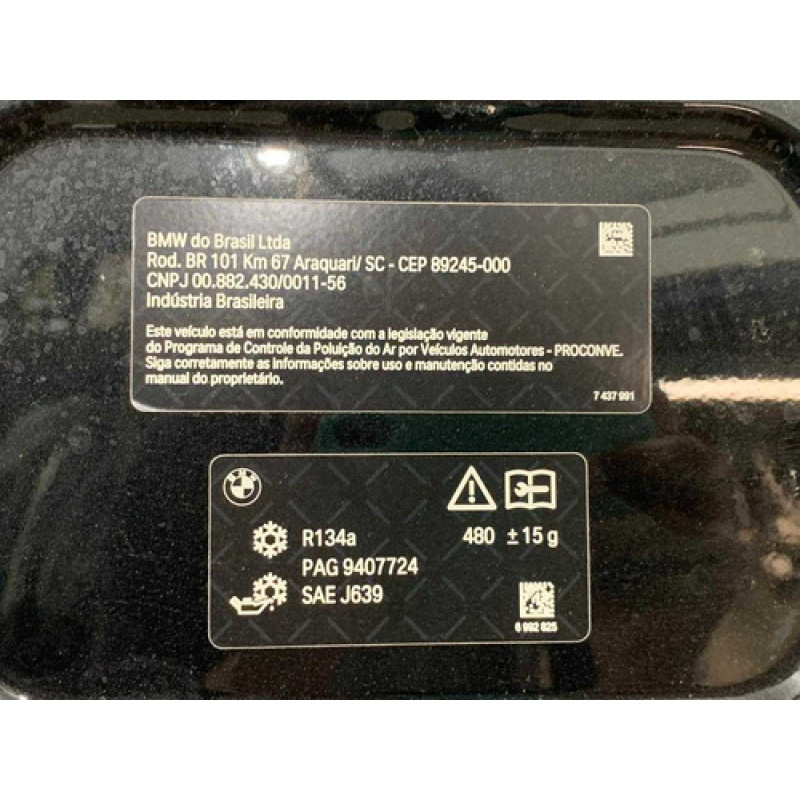 BMW do Brasil Ltda
Rod. BR 101 Km 67 Araquari/ SC - CEP 89245-000
CNPJ 00.882.430/0011-56
Indústria Brasileira
Este veículo está em conformidade com a legislação vigente
do Programa de Controle da Poluição do Ar por Veículos Automotores - PROCONVE.
Siga corretamente as informações sobre uso e manutenção contidas no
manual do proprietário.
7 437 991
BMW
R134a 480 ± 15 g
PAG 9407724
SAE J639
6 992 825